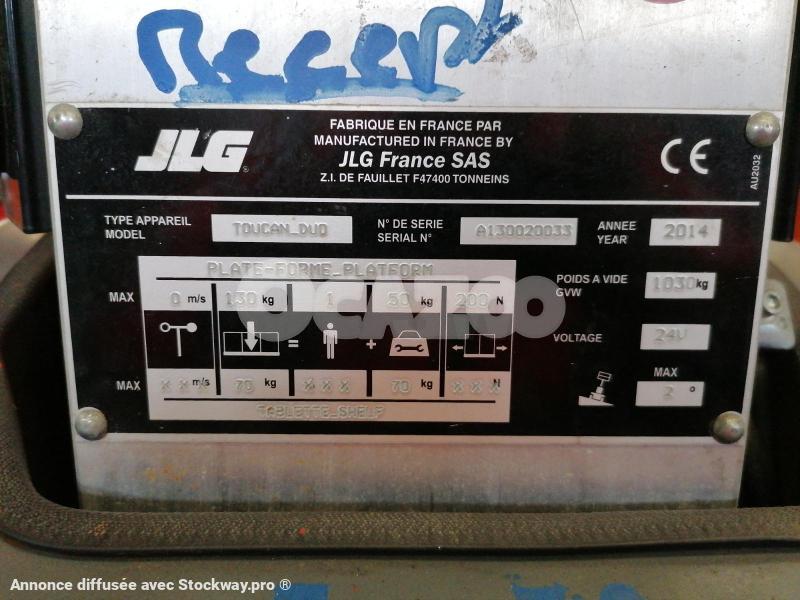 Recept
JLG
FABRIQUE EN FRANCE PAR
MANUFACTURED IN FRANCE BY
JLG France SAS
Z.I. DE FAUILLET F47400 TONNEINS
CE
AU2032
TYPE APPAREIL
MODEL
TOUCAN_DUO
N° DE SERIE
SERIAL N°
A130020033
ANNEE
YEAR
2014
PLATE-FORME_PLATFORM
MAX 0 m/s 130 kg 1 50 kg 200 N
= +
MAX X X X m/s 70 kg X X X 70 kg X X X N
TABLETTE_SHELF
POIDS A VIDE
GVW
1030 kg
VOLTAGE
24V
MAX
2 °
OCAZOO
Annonce diffusée avec Stockway.pro ®